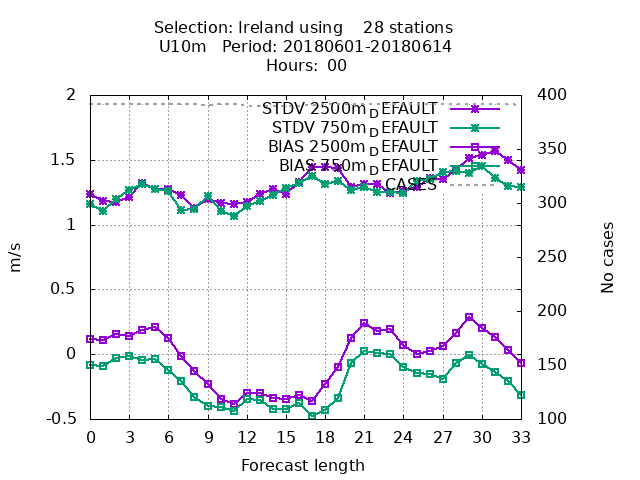 Selection: Ireland using    28 stations
U10m   Period: 20180601-20180614
Hours: 00
STDV 2500m_DEFAULT
STDV 750m_DEFAULT
BIAS 2500m_DEFAULT
BIAS 750m_DEFAULT
CASES
2
1.5
1
0.5
0
-0.5
m/s
400
350
300
250
200
150
100
No cases
0 3 6 9 12 15 18 21 24 27 30 33
Forecast length